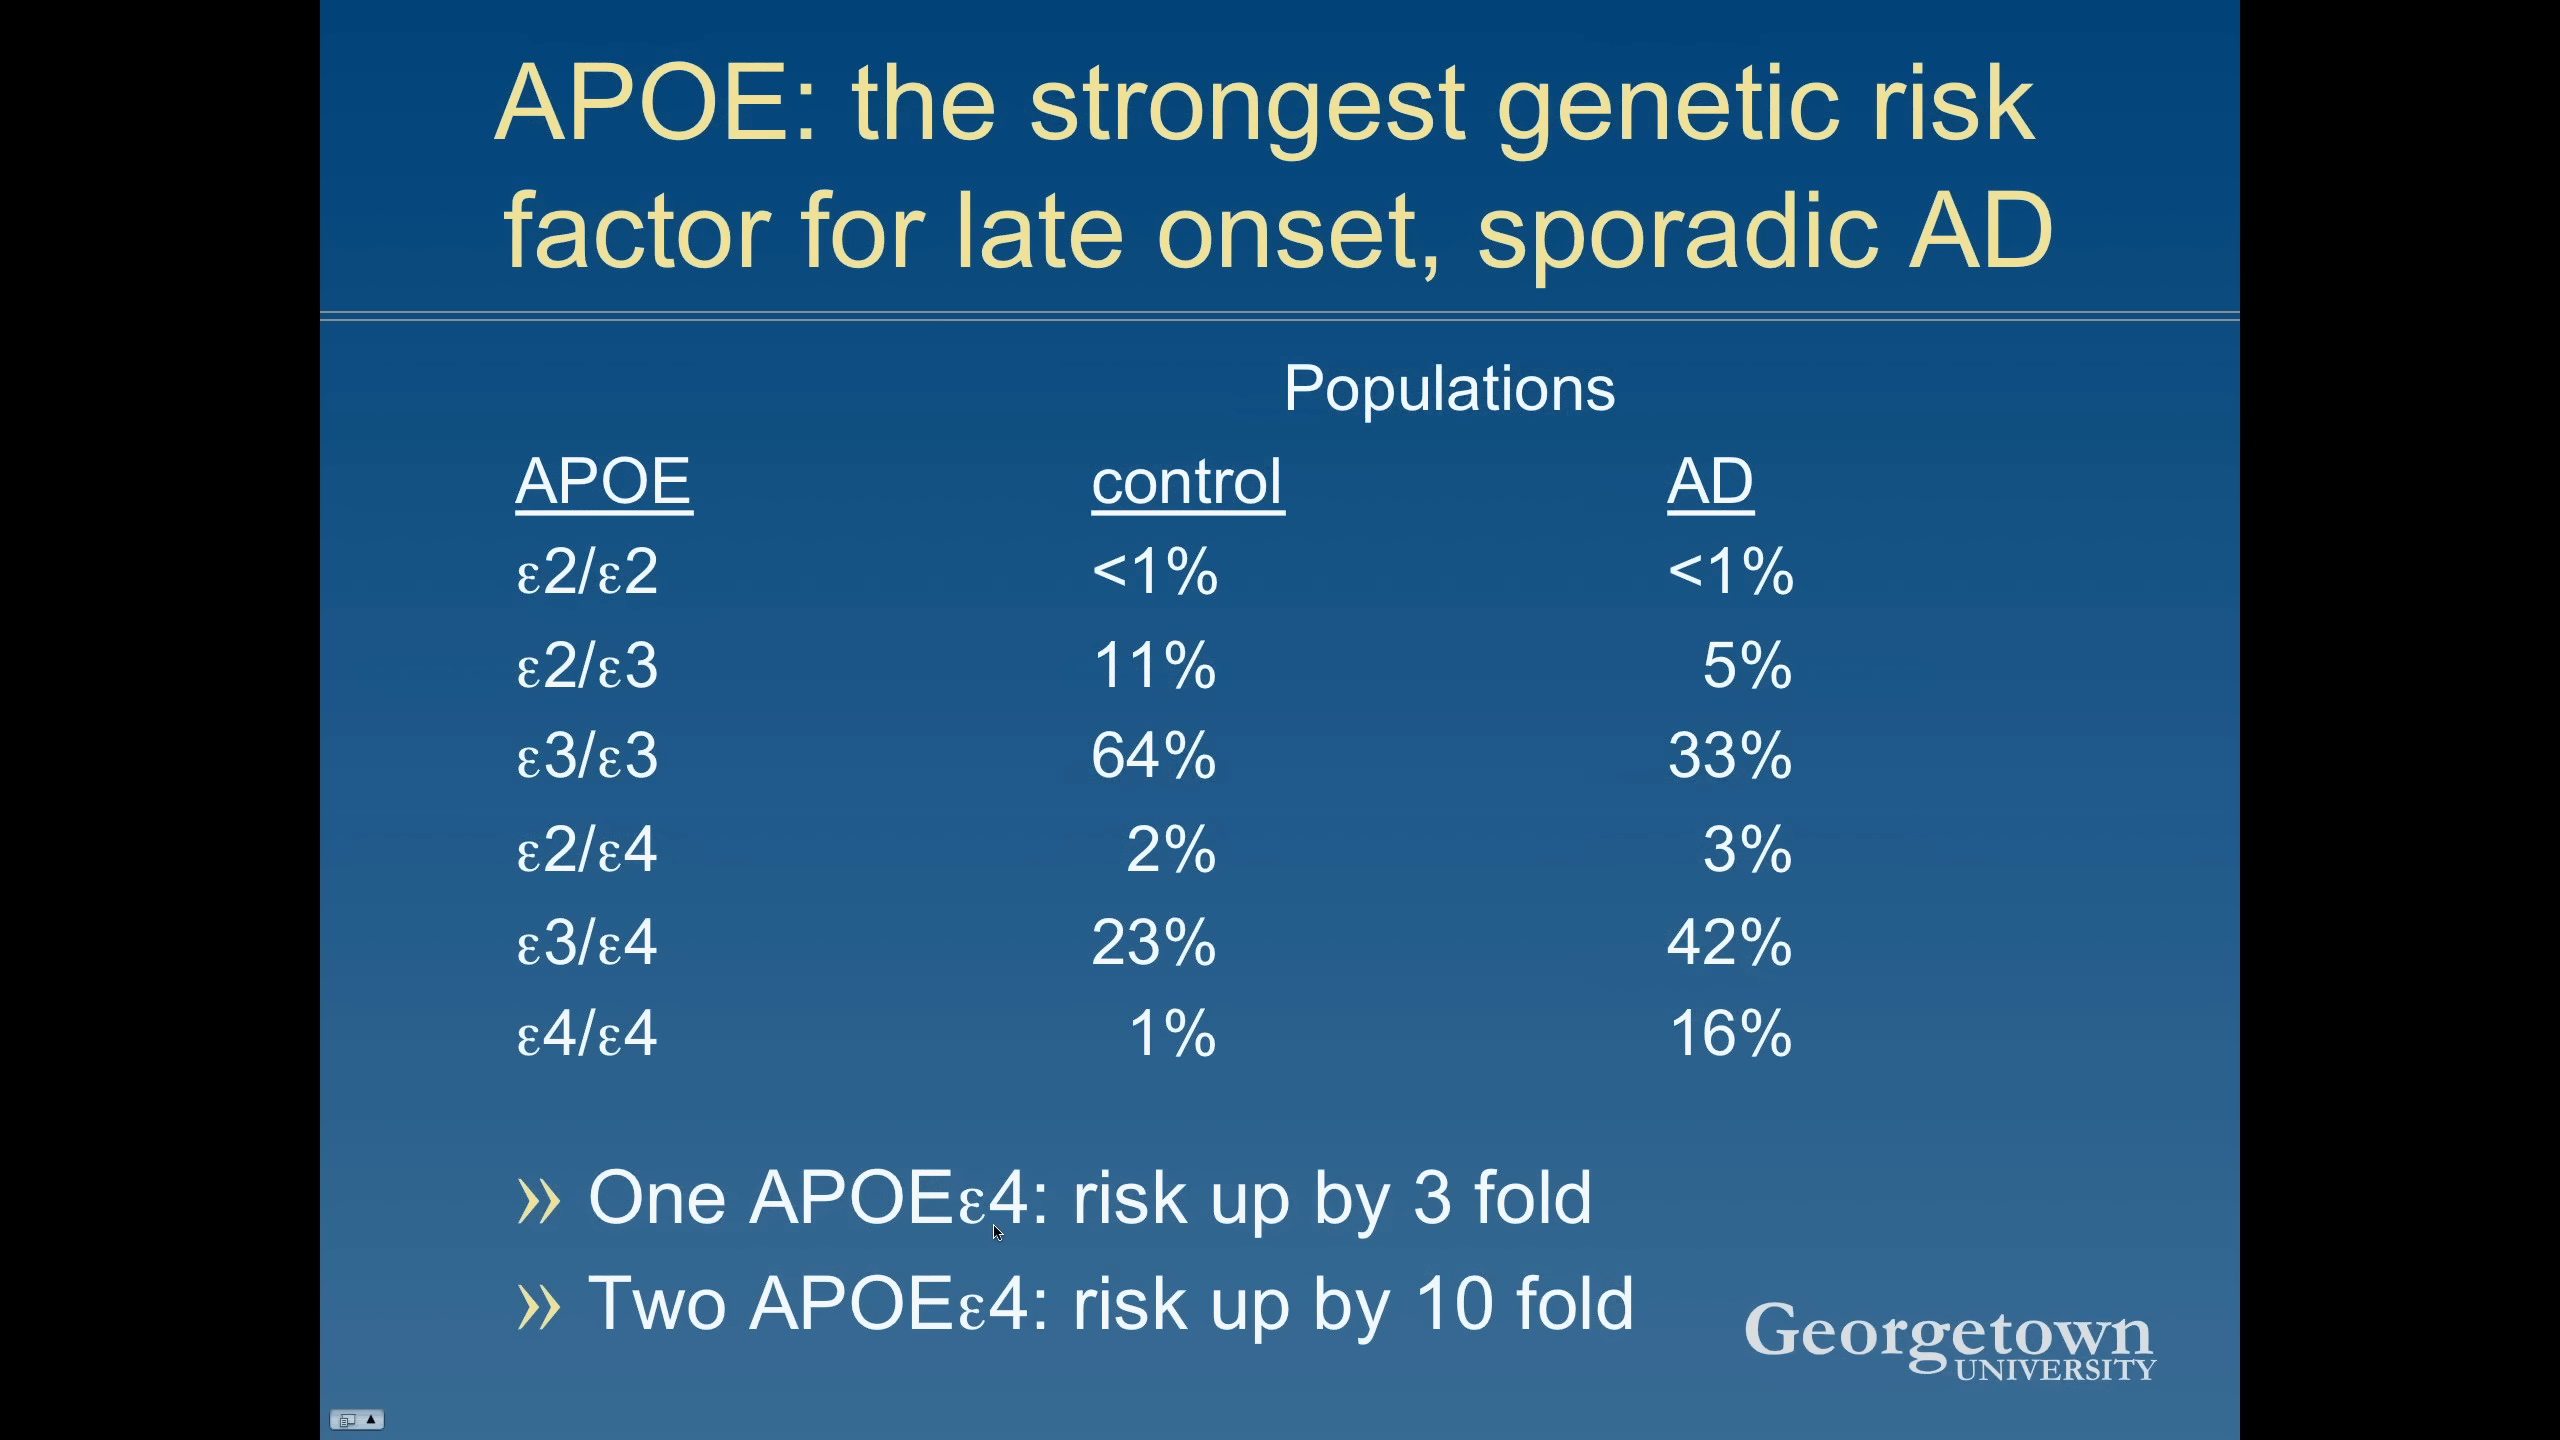 APOE: the strongest genetic risk
factor for late onset, sporadic AD
Populations
APOE control AD
ε2/ε2 <1% <1%
ε2/ε3 11% 5%
ε3/ε3 64% 33%
ε2/ε4 2% 3%
ε3/ε4 23% 42%
ε4/ε4 1% 16%
» One APOEε4: risk up by 3 fold
» Two APOEε4: risk up by 10 fold
Georgetown
UNIVERSITY